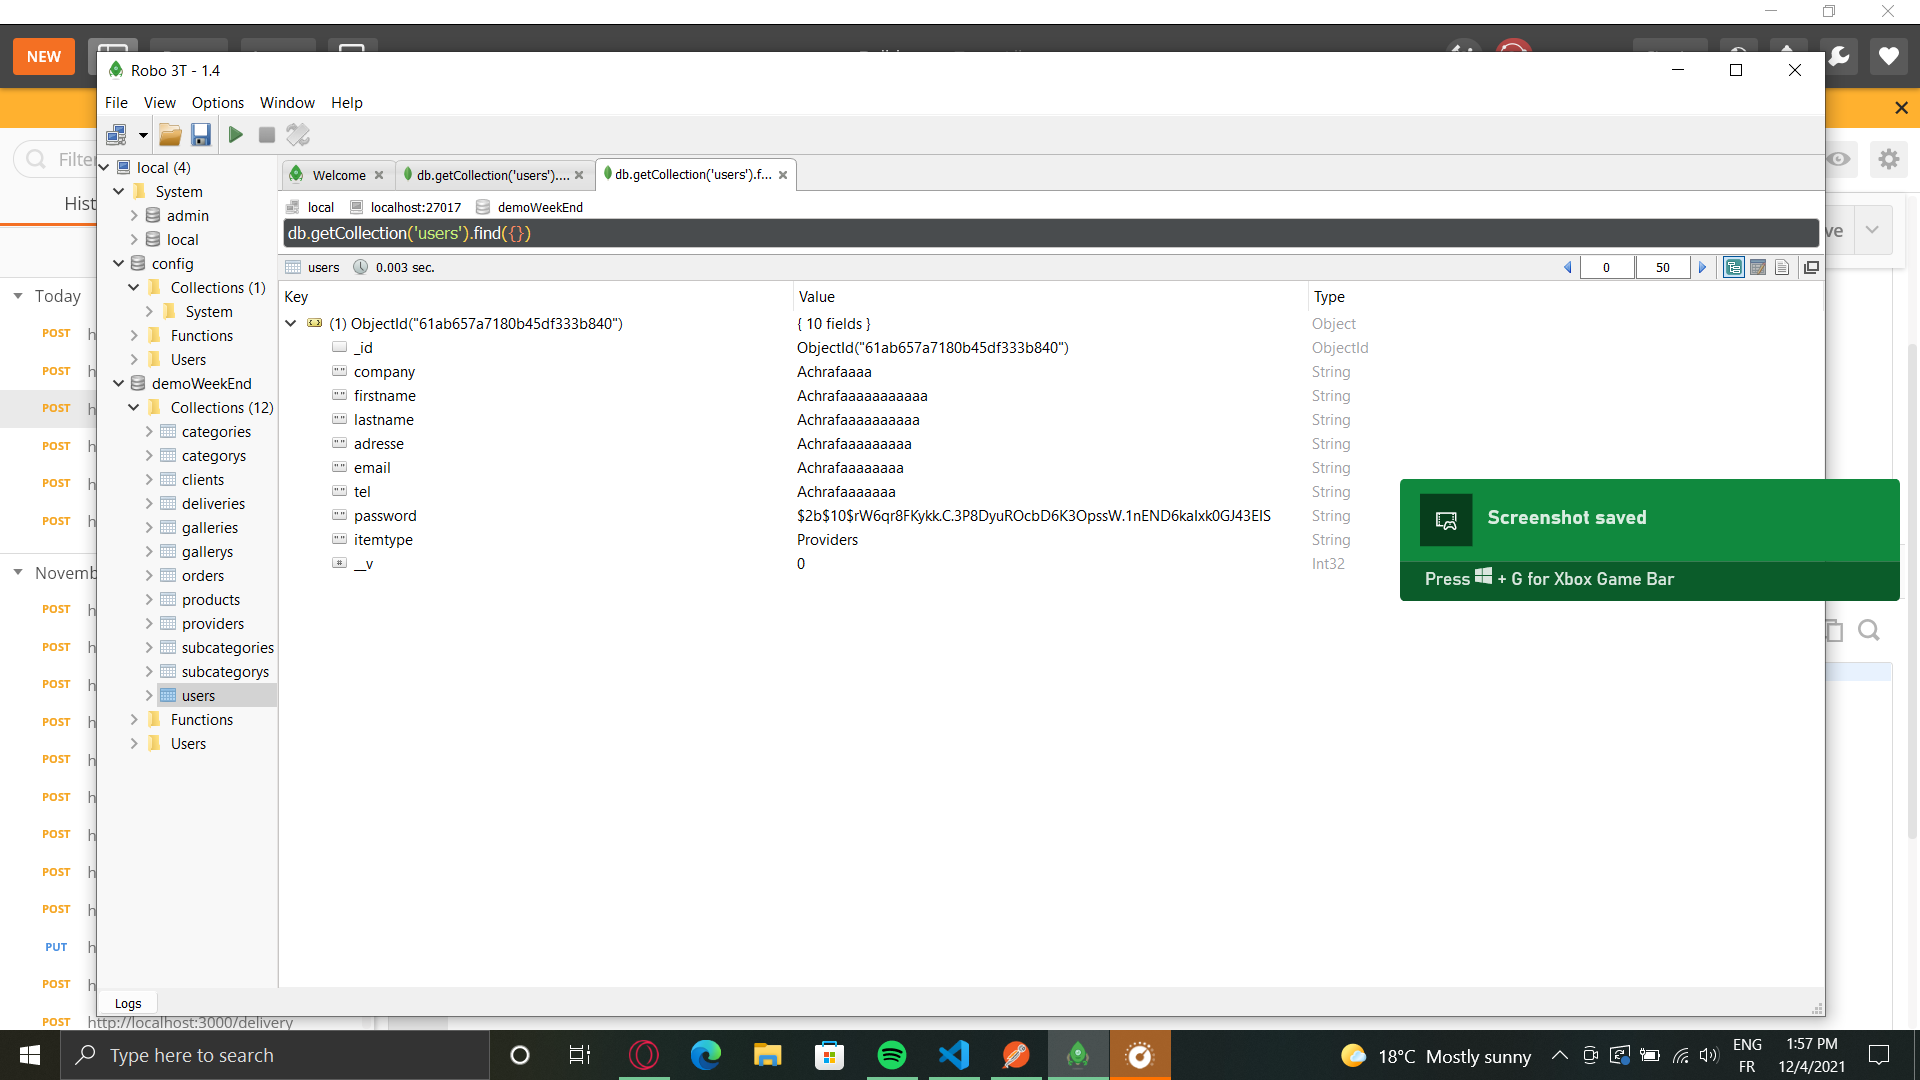 NEW
Robo 3T - 1.4
File View Options Window Help
Filter
Hist
local (4)
System
admin
local
config
Collections (1)
System
Functions
Users
demoWeekEnd
Collections (12)
categories
categorys
clients
deliveries
galleries
gallerys
orders
products
providers
subcategories
subcategorys
users
Functions
Users
Welcome db.getCollection('users').... db.getCollection('users').f...
local localhost:27017 demoWeekEnd
db.getCollection('users').find({})
users 0.003 sec. 0 50
Key Value Type
(1) ObjectId("61ab657a7180b45df333b840") { 10 fields } Object
_id ObjectId("61ab657a7180b45df333b840") ObjectId
company Achrafaaaa String
firstname Achrafaaaaaaaaaaa String
lastname Achrafaaaaaaaaaa String
adresse Achrafaaaaaaaaa String
email Achrafaaaaaaaa String
tel Achrafaaaaaaa String
password $2b$10$rW6qr8FKykk.C.3P8DyuROcbD6K3OpssW.1nEND6kaIxk0GJ43EIS String
itemtype Providers String
__v 0 Int32
ve
Today
POST h
POST h
POST h
POST h
POST h
POST h
Novemb
POST h
POST h
POST h
POST h
POST h
POST h
POST h
POST h
POST h
PUT h
POST h
POST http://localhost:3000/delivery
Screenshot saved
Press + G for Xbox Game Bar
Logs
Type here to search
18°C Mostly sunny
ENG
FR
1:57 PM
12/4/2021